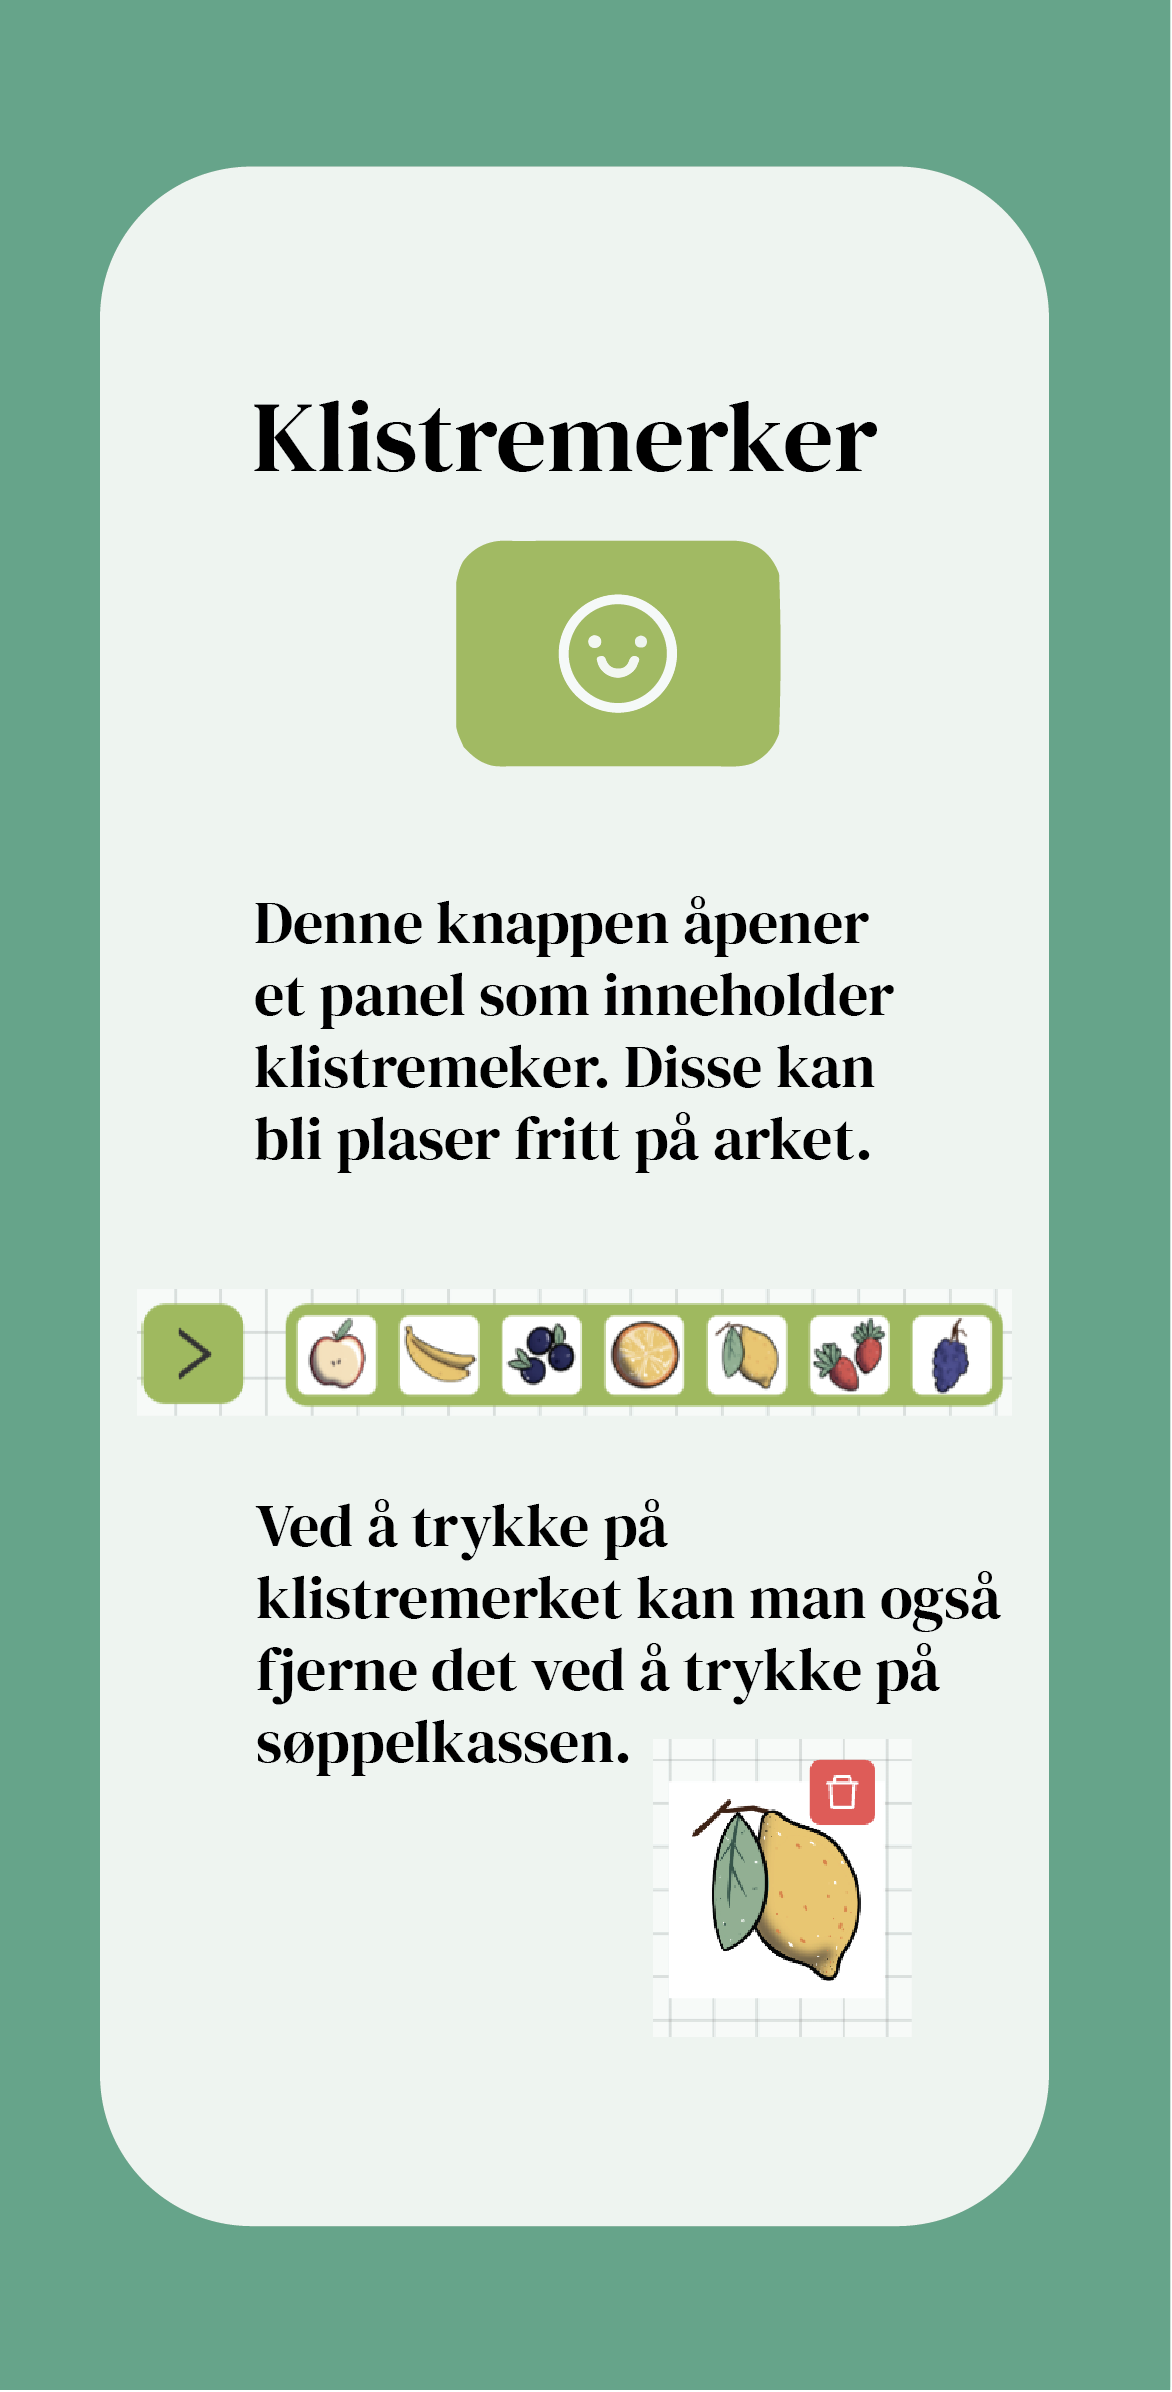 Klistremerker
Denne knappen åpener
et panel som inneholder
klistremeker. Disse kan
bli plaser fritt på arket.
Ved å trykke på
klistremerket kan man også
fjerne det ved å trykke på
søppelkassen.